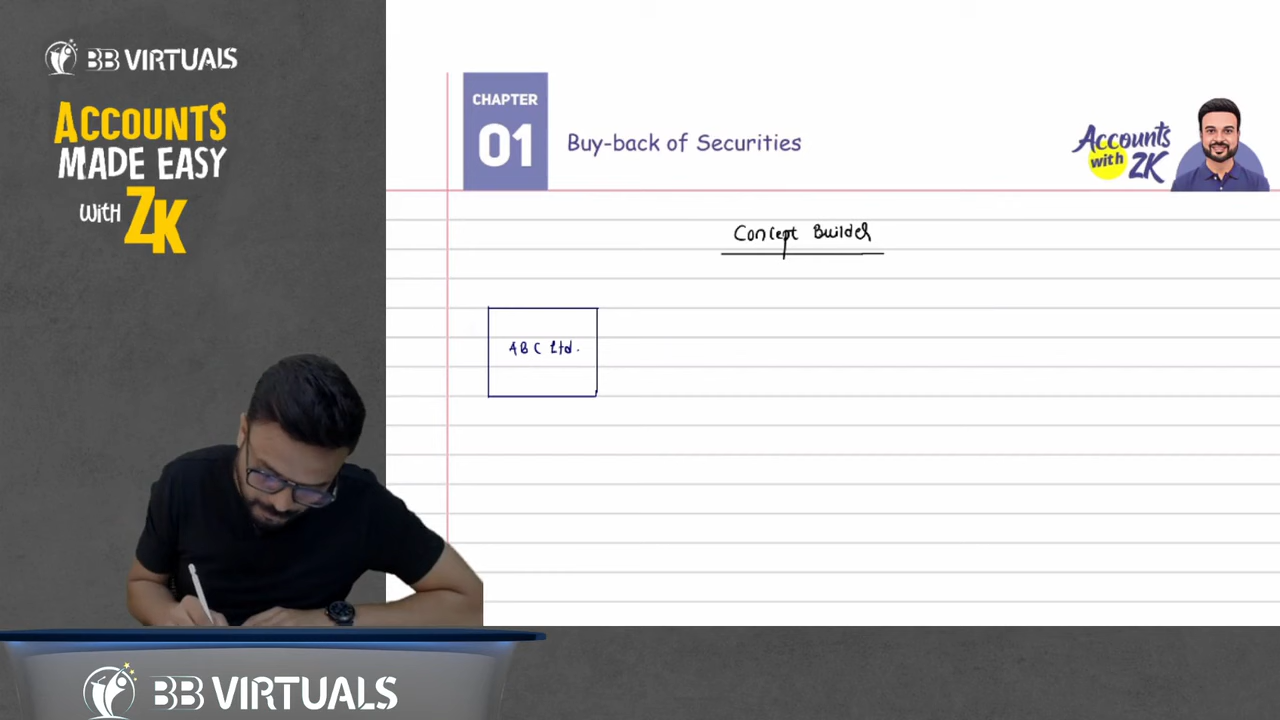 BB VIRTUALS
ACCOUNTS
MADE EASY
with ZK
CHAPTER
01
Buy-back of Securities
Accounts
with
ZK
Concept Builder
ABC Ltd.
BB VIRTUALS